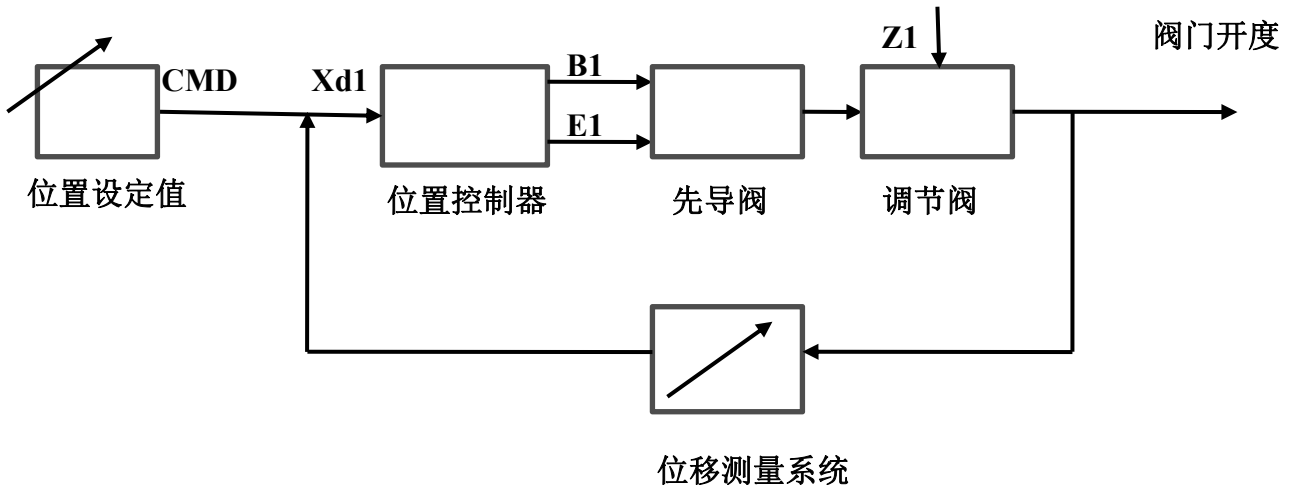 Z1
阀门开度
CMD
Xd1
B1
E1
位置设定值
位置控制器
先导阀
调节阀
位移测量系统